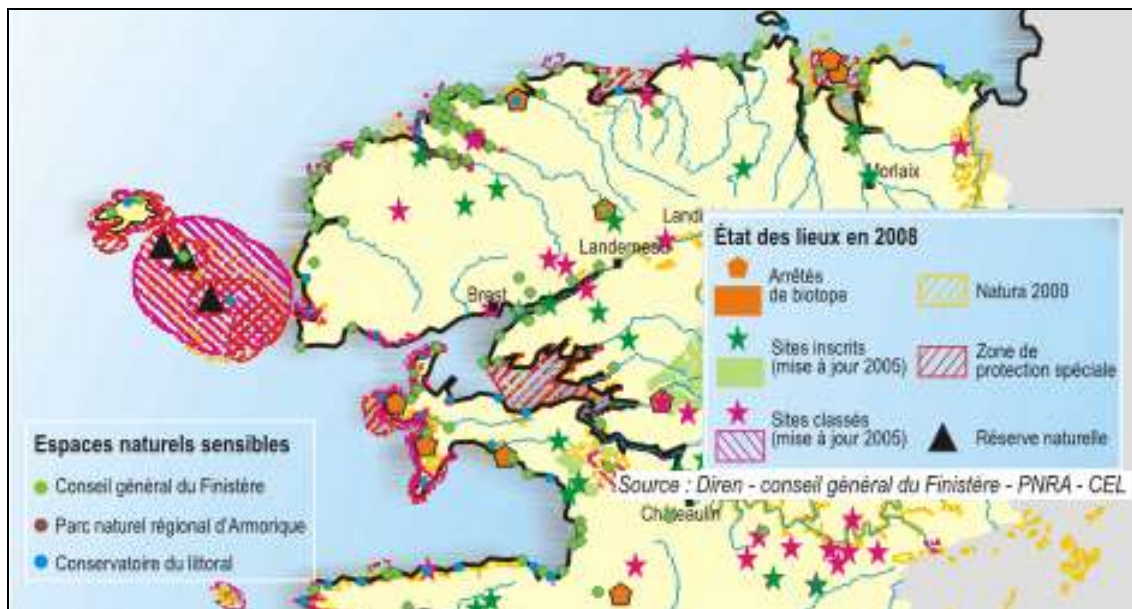 Morlaix
Landerneau
Brest
État des lieux en 2008
Arrêtés
de biotope
Natura 2000
Sites inscrits
(mise à jour 2005)
Zone de
protection spéciale
Sites classés
(mise à jour 2005)
Réserve naturelle
Source : Diren - conseil général du Finistère - PNRA - CEL
Châteaulin
Espaces naturels sensibles
Conseil général du Finistère
Parc naturel régional d'Armorique
Conservatoire du littoral